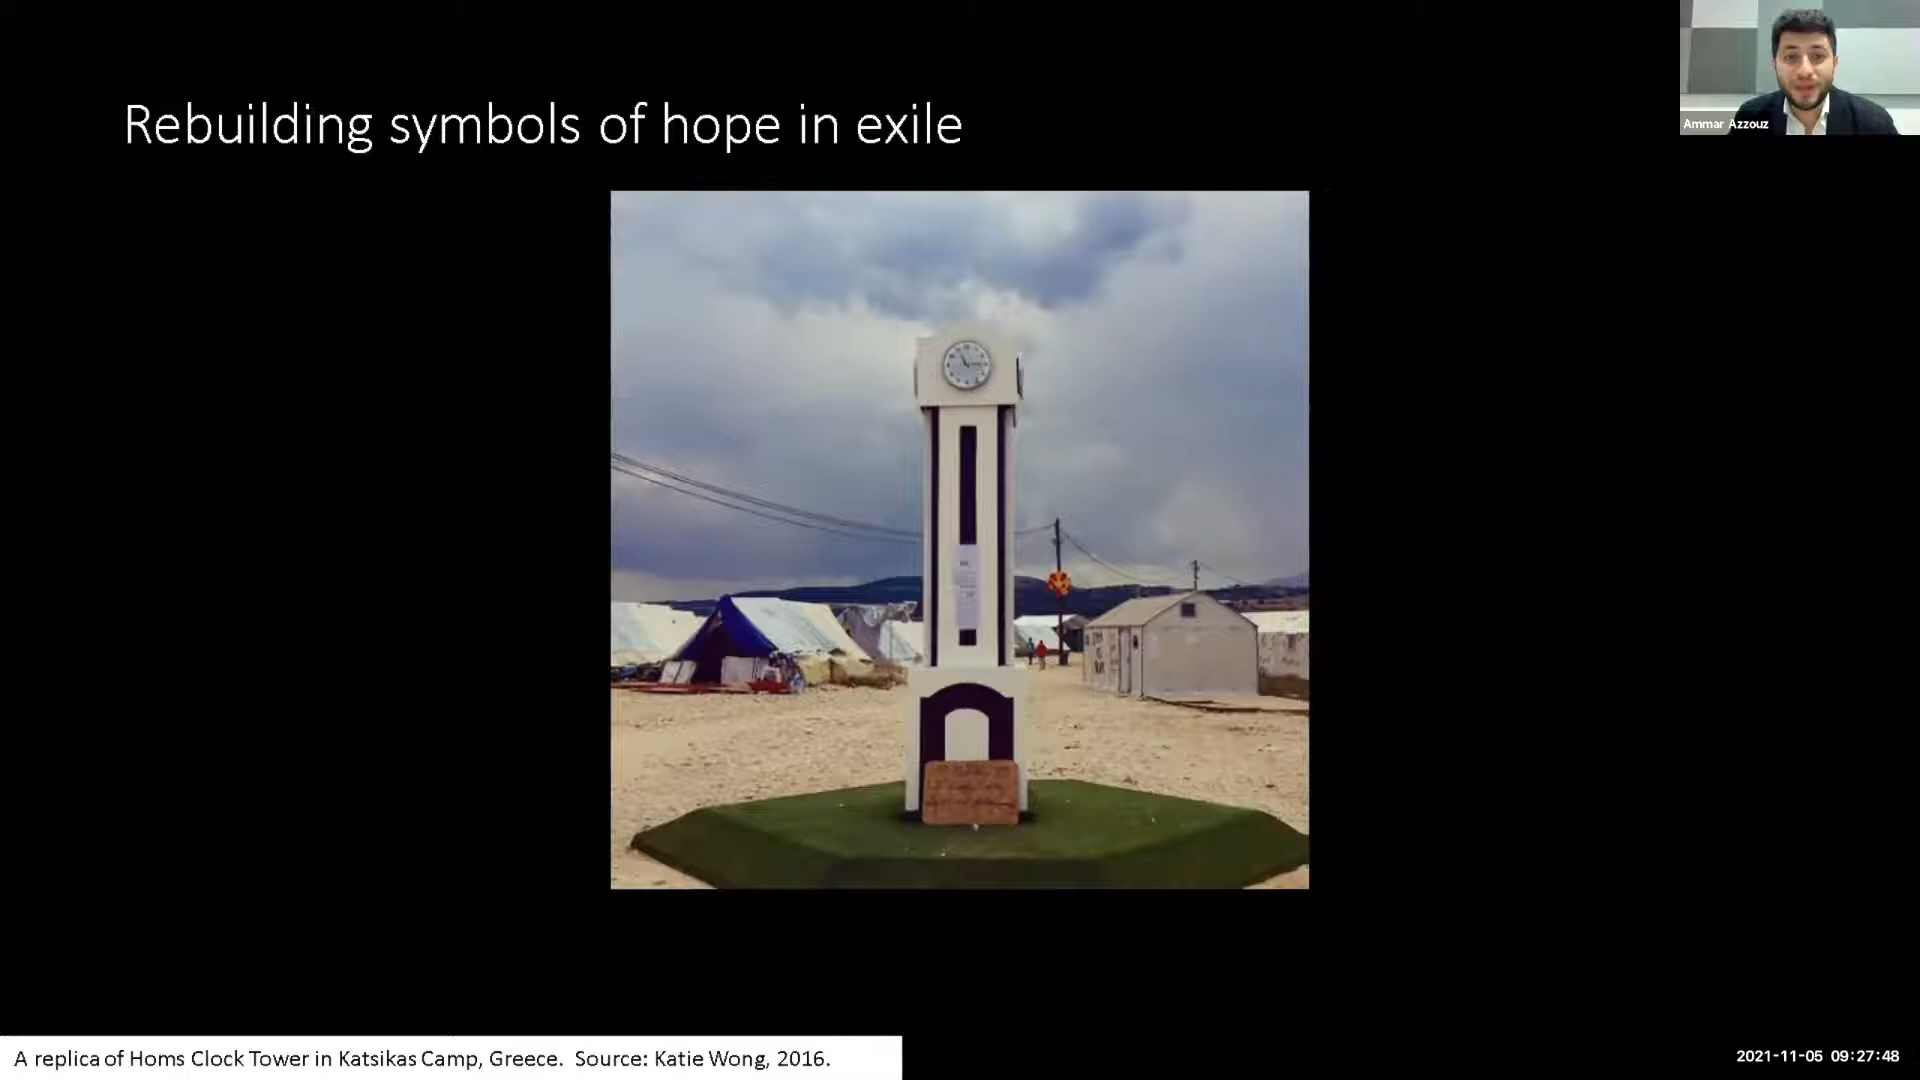 Rebuilding symbols of hope in exile
Ammar Azzouz
A replica of Homs Clock Tower in Katsikas Camp, Greece. Source: Katie Wong, 2016.
2021-11-05 09:27:48